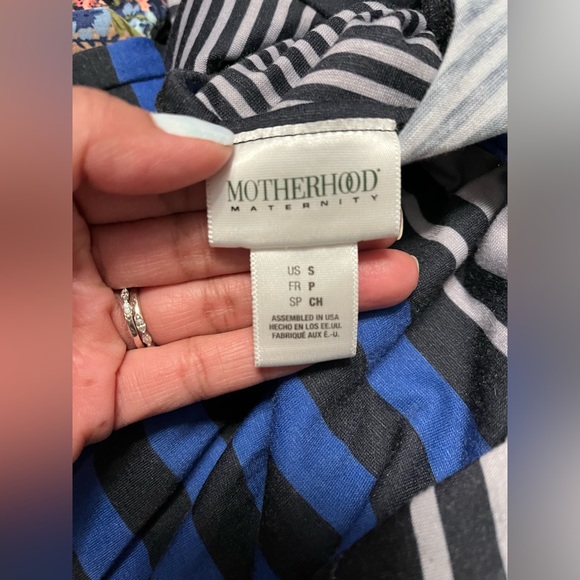 MOTHERHOOD®
MATERNITY
US S
FR P
SP CH
ASSEMBLED IN USA
HECHO EN LOS EE.UU.
FABRIQUÉ AUX É.-U.